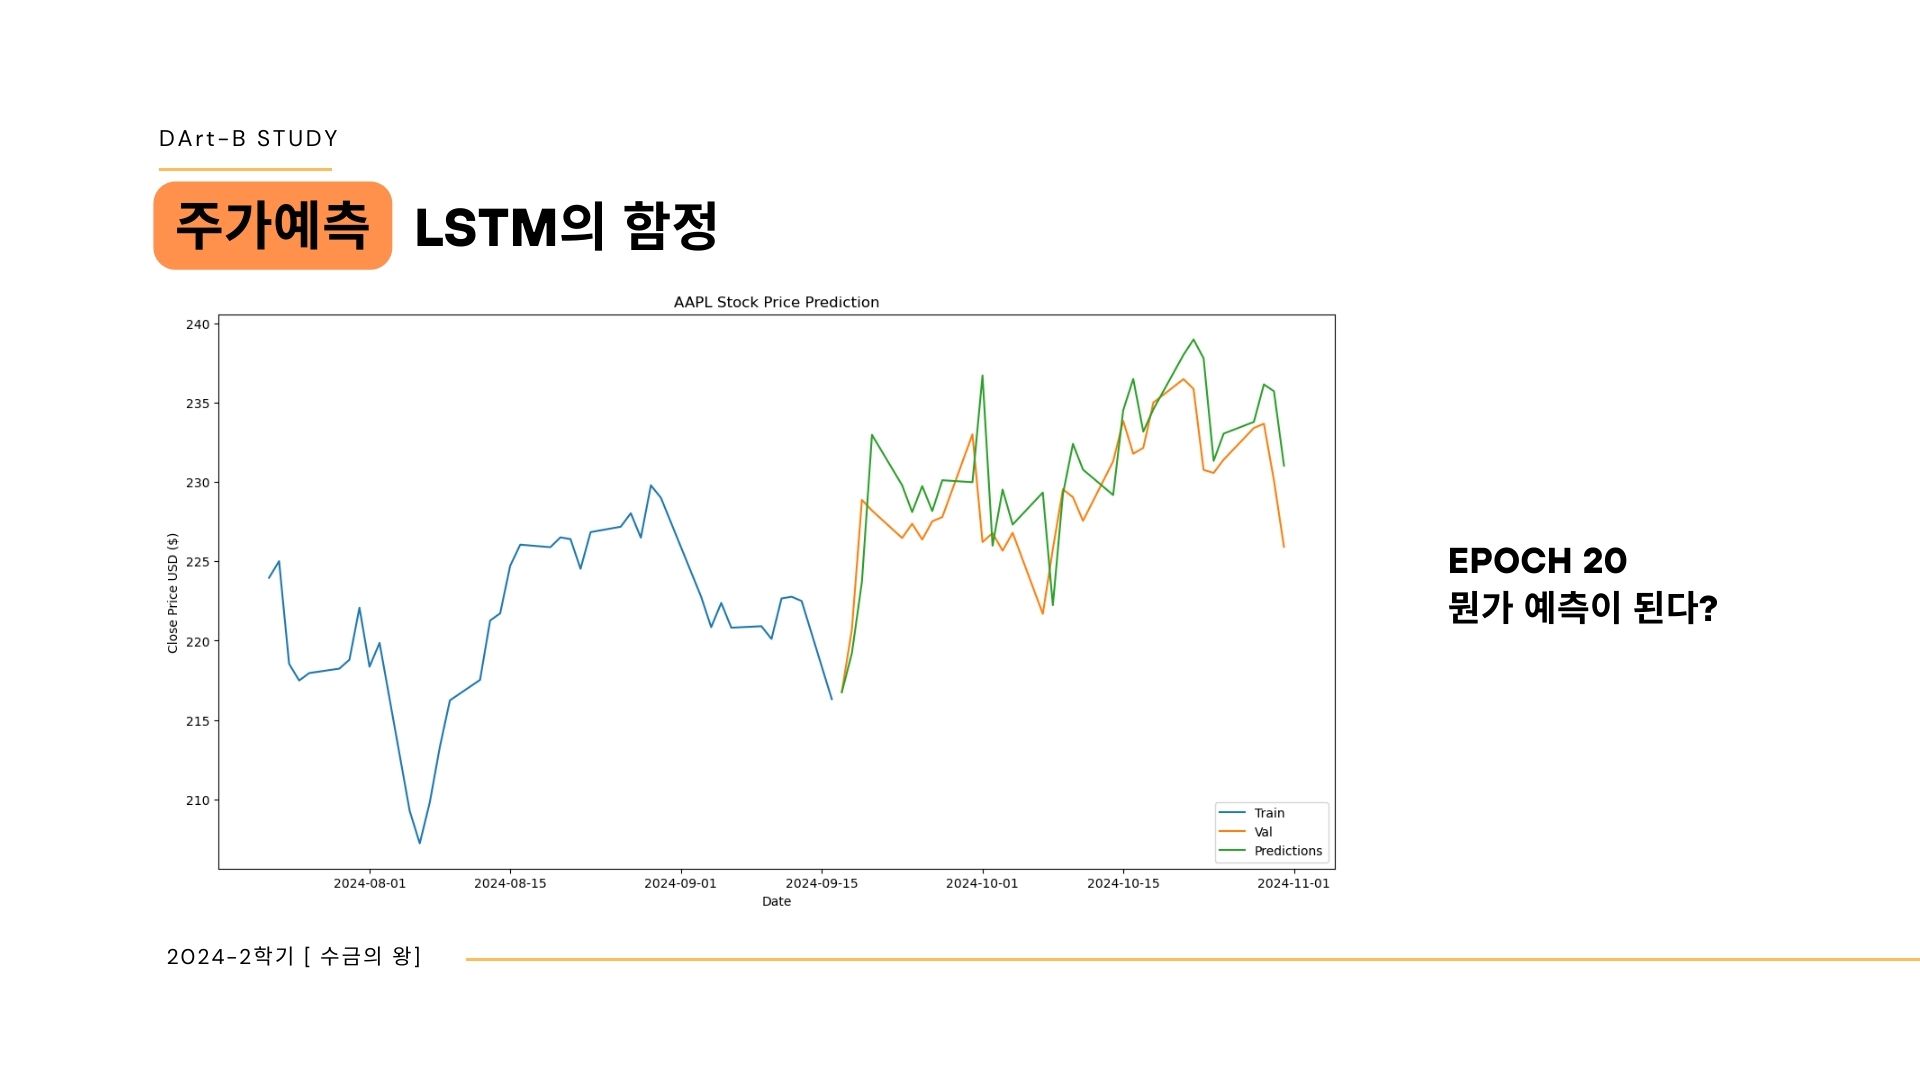 DArt-B STUDY
주가예측 LSTM의 함정
AAPL Stock Price Prediction
240
235
230
225
220
215
210
Close Price USD ($)
Train
Val
Predictions
2024-08-01 2024-08-15 2024-09-01 2024-09-15 2024-10-01 2024-10-15 2024-11-01
Date
EPOCH 20
뭔가 예측이 된다?
2024-2학기 [ 수금의 왕]